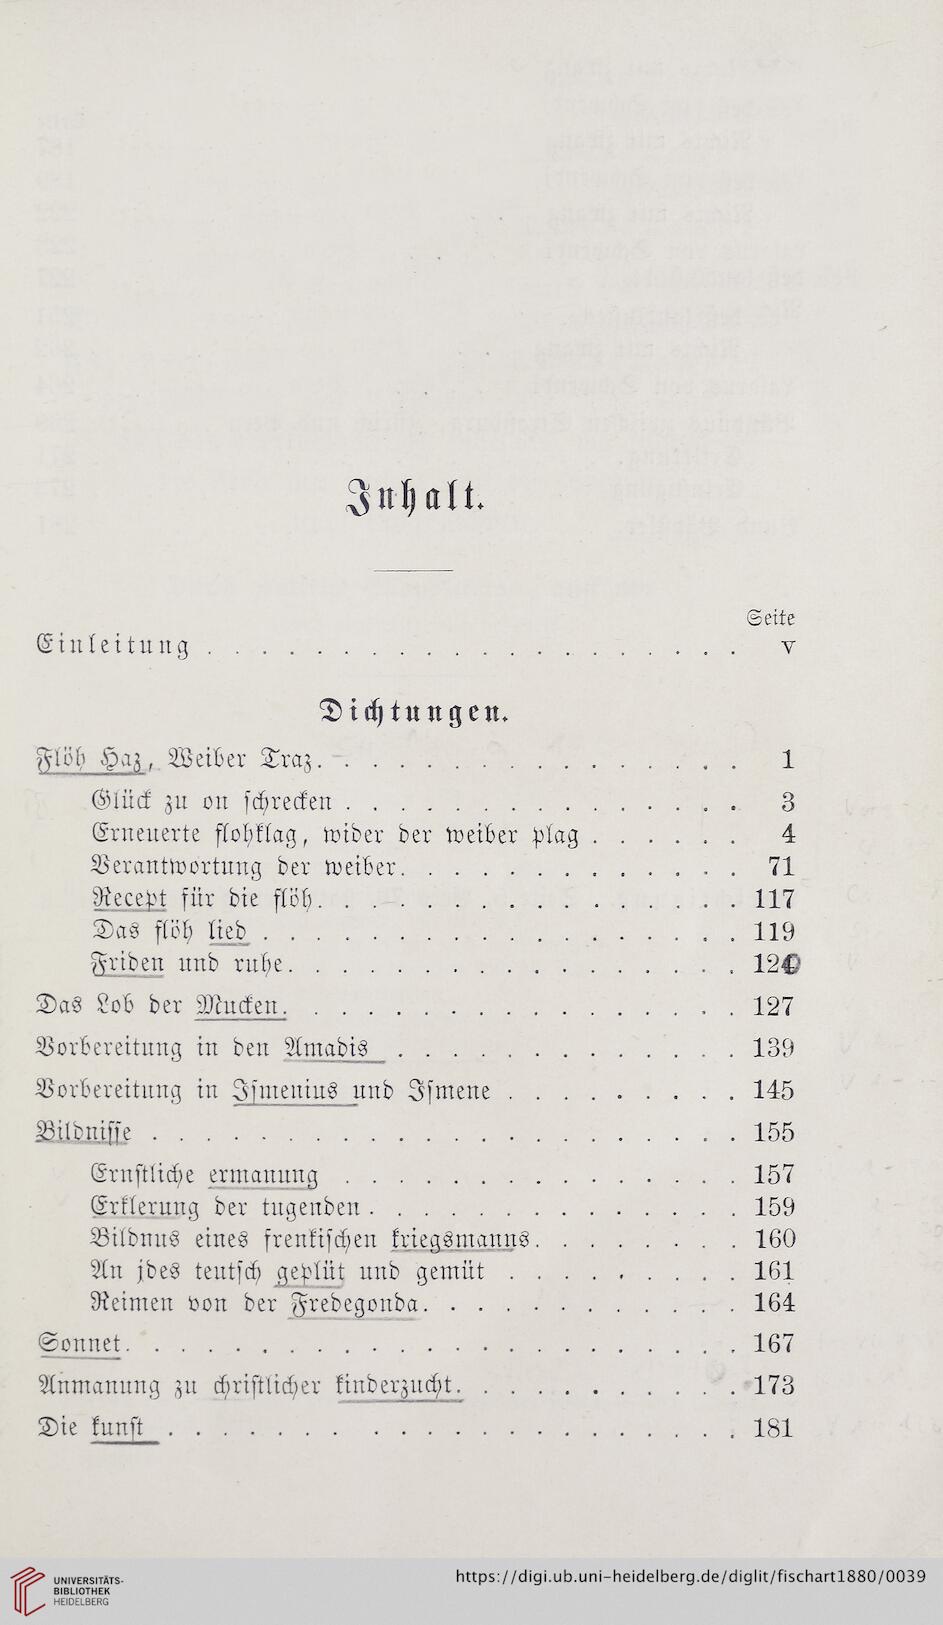 Inhalt.
Seite
Einleitung . . . . . . . . . . . . . . . . . . . . v
Dichtungen.
Flöh Haz, Weiber Traz. . . . . . . . . . . . . . . . 1
Glück zu on schrecken . . . . . . . . . . . . . . . 3
Erneuerte flohklag, wider der weiber plag . . . . . . 4
Verantwortung der weiber. . . . . . . . . . . . . 71
Recept für die flöh. . . . . . . . . . . . . . . . 117
Das flöh lied . . . . . . . . . . . . . . . . . . 119
Friden und ruhe. . . . . . . . . . . . . . . . .
Das Lob der Mucken. . . . . . . . . . . . . . . . . 127
Vorbereitung in den Amadis . . . . . . . . . . . . . 139
Vorbereitung in Ismenius und Ismene . . . . . . . . . 145
Bildnisse . . . . . . . . . . . . . . . . . . . . . . 155
Ernstliche ermanung . . . . . . . . . . . . . . . 157
Erklerung der tugenden . . . . . . . . . . . . . . 159
Bildnus eines frenkischen kriegsmanns. . . . . . . . 160
An jdes teutsch geplüt und gemüt . . . . . . . . . 161
Reimen von der Fredegonda. . . . . . . . . . . . 164
Sonnet. . . . . . . . . . . . . . . . . . . . . . . 167
Anmanung zu christlicher kinderzucht. . . . . . . . . . . 173
Die kunst . . . . . . . . . . . . . . . . . . . . . 181
UNIVERSITÄTS-
BIBLIOTHEK
HEIDELBERG
https://digi.ub.uni-heidelberg.de/diglit/fischart1880/0039